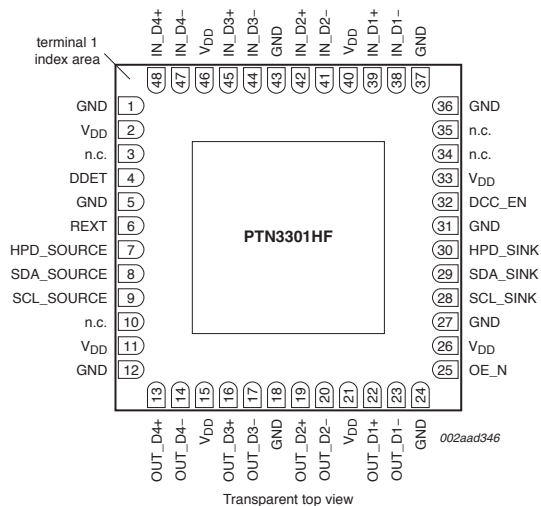 IN_D4+
IN_D4−
VDD
IN_D3+
IN_D3−
GND
IN_D2+
IN_D2−
VDD
IN_D1+
IN_D1−
GND
terminal 1
index area
48
47
46
45
44
43
42
41
40
39
38
37
GND 1
VDD 2
n.c. 3
DDET 4
GND 5
REXT 6
HPD_SOURCE 7
SDA_SOURCE 8
SCL_SOURCE 9
n.c. 10
VDD 11
GND 12
PTN3301HF
36 GND
35 n.c.
34 n.c.
33 VDD
32 DCC_EN
31 GND
30 HPD_SINK
29 SDA_SINK
28 SCL_SINK
27 GND
26 VDD
25 OE_N
13
14
15
16
17
18
19
20
21
22
23
24
OUT_D4+
OUT_D4−
VDD
OUT_D3+
OUT_D3−
GND
OUT_D2+
OUT_D2−
VDD
OUT_D1+
OUT_D1−
GND
002aad346
Transparent top view